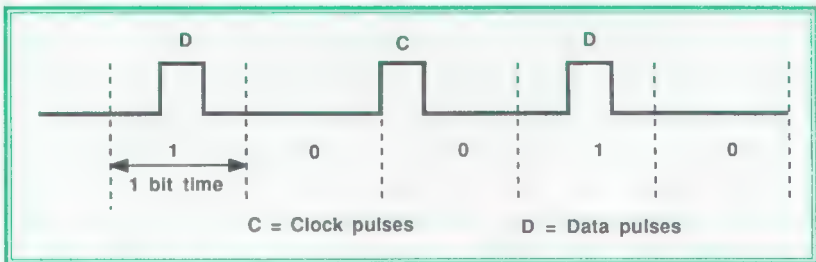 D C D
1 0 0 1 0
1 bit time
C = Clock pulses D = Data pulses